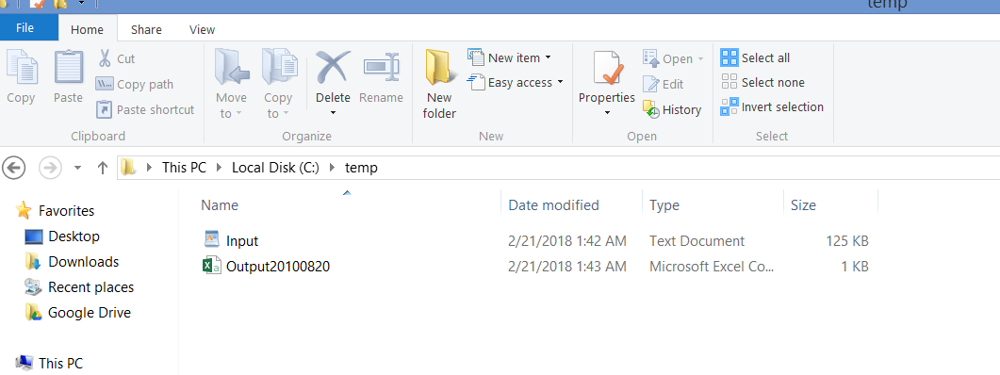 temp
File Home Share View
Copy Paste Cut Copy path Paste shortcut Move to Copy to Delete Rename New folder New item Easy access Properties Open Edit History Select all Select none Invert selection
Clipboard Organize New Open Select
This PC Local Disk (C:) temp
Name Date modified Type Size
Favorites
Desktop
Downloads
Recent places
Google Drive
This PC
Input 2/21/2018 1:42 AM Text Document 125 KB
Output20100820 2/21/2018 1:43 AM Microsoft Excel Co... 1 KB